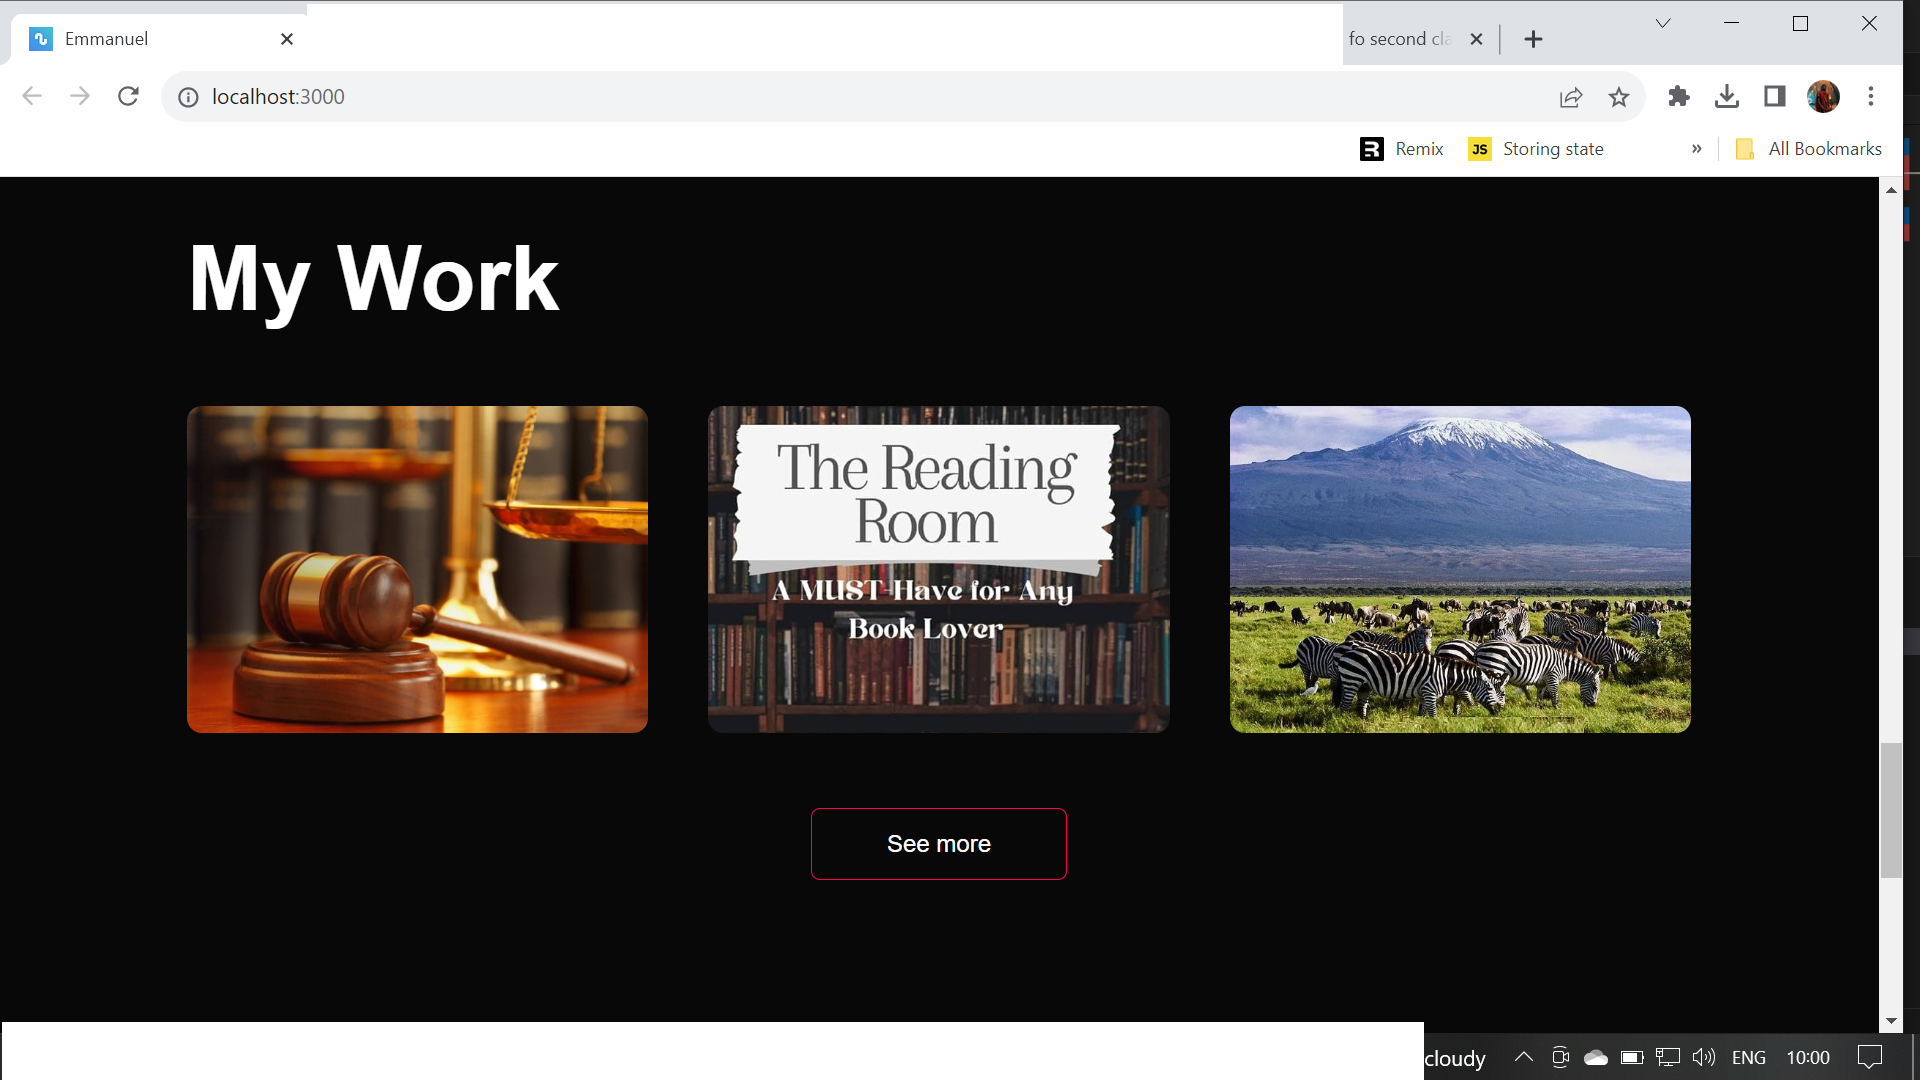 Emmanuel
fo second cla
localhost:3000
Remix
JS
Storing state
»
All Bookmarks
My Work
The Reading
Room
A MUST-Have for Any
Book Lover
See more
cloudy
ENG
10:00